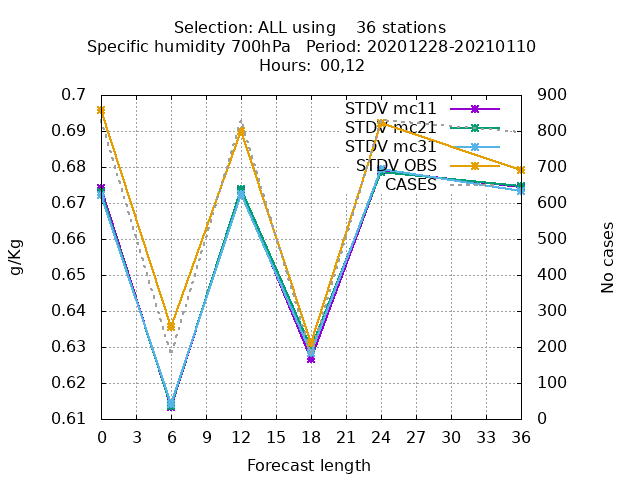 Selection: ALL using    36 stations
Specific humidity 700hPa   Period: 20201228-20210110
Hours: 00,12
0.7
0.69
0.68
0.67
0.66
0.65
0.64
0.63
0.62
0.61
g/Kg
STDV mc11
STDV mc21
STDV mc31
STDV OBS
CASES
900
800
700
600
500
400
300
200
100
0
No cases
0 3 6 9 12 15 18 21 24 27 30 33 36
Forecast length